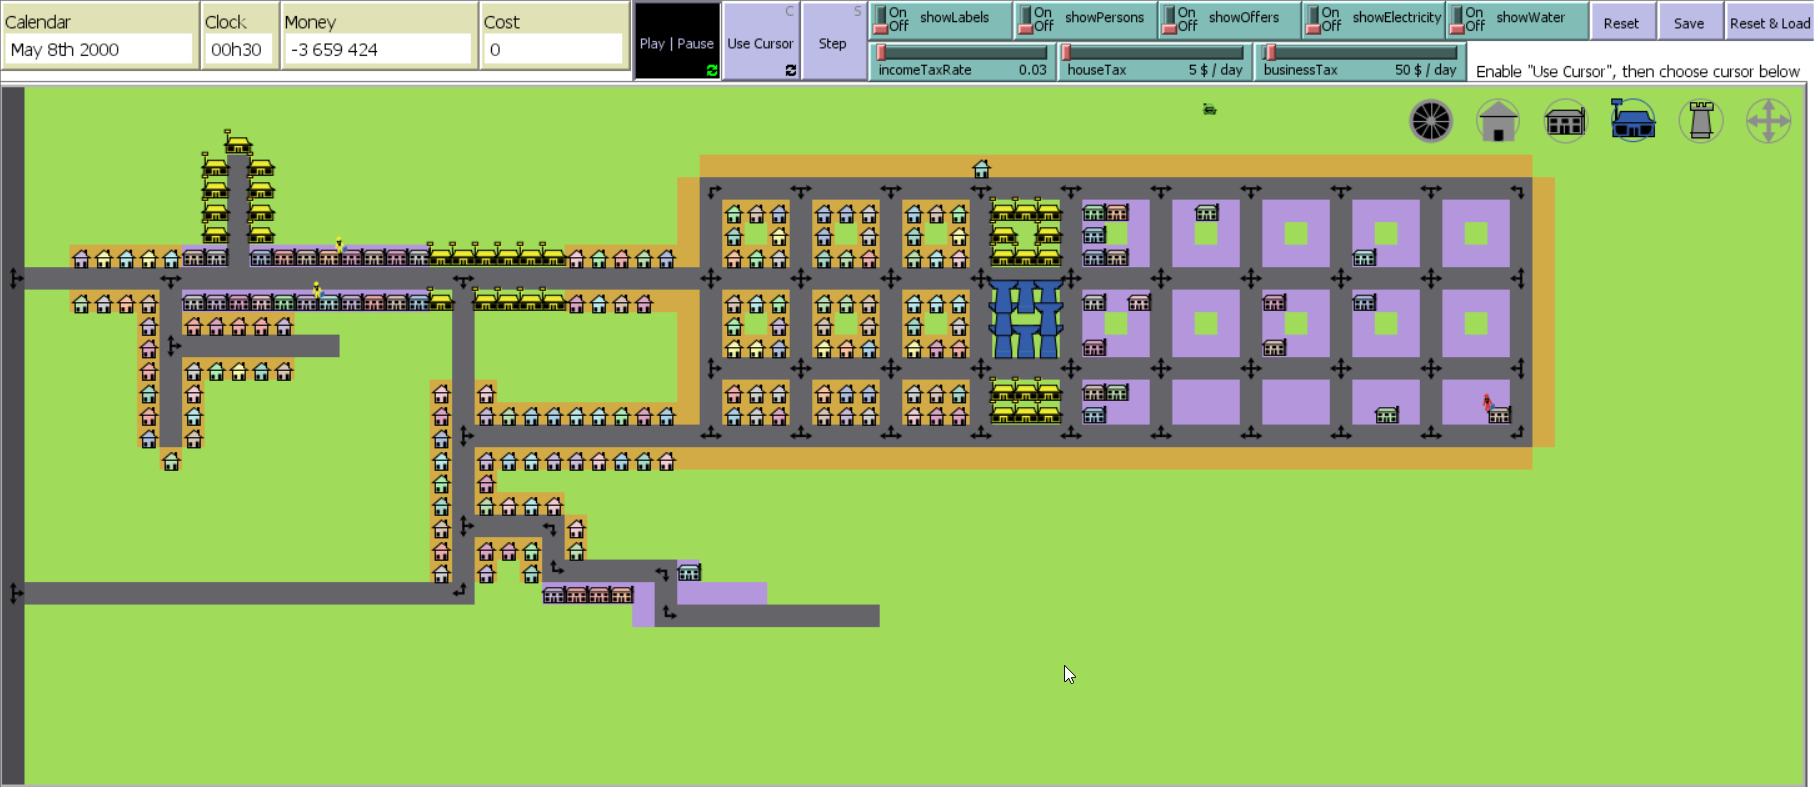 Calendar
May 8th 2000
Clock
00h30
Money
-3 659 424
Cost
0
Play | Pause
C
Use Cursor
S
Step
On
Off
showLabels
On
Off
showPersons
On
Off
showOffers
On
Off
showElectricity
On
Off
showWater
Reset
Save
Reset & Load
incomeTaxRate 0.03
houseTax 5 $ / day
businessTax 50 $ / day
Enable "Use Cursor", then choose cursor below